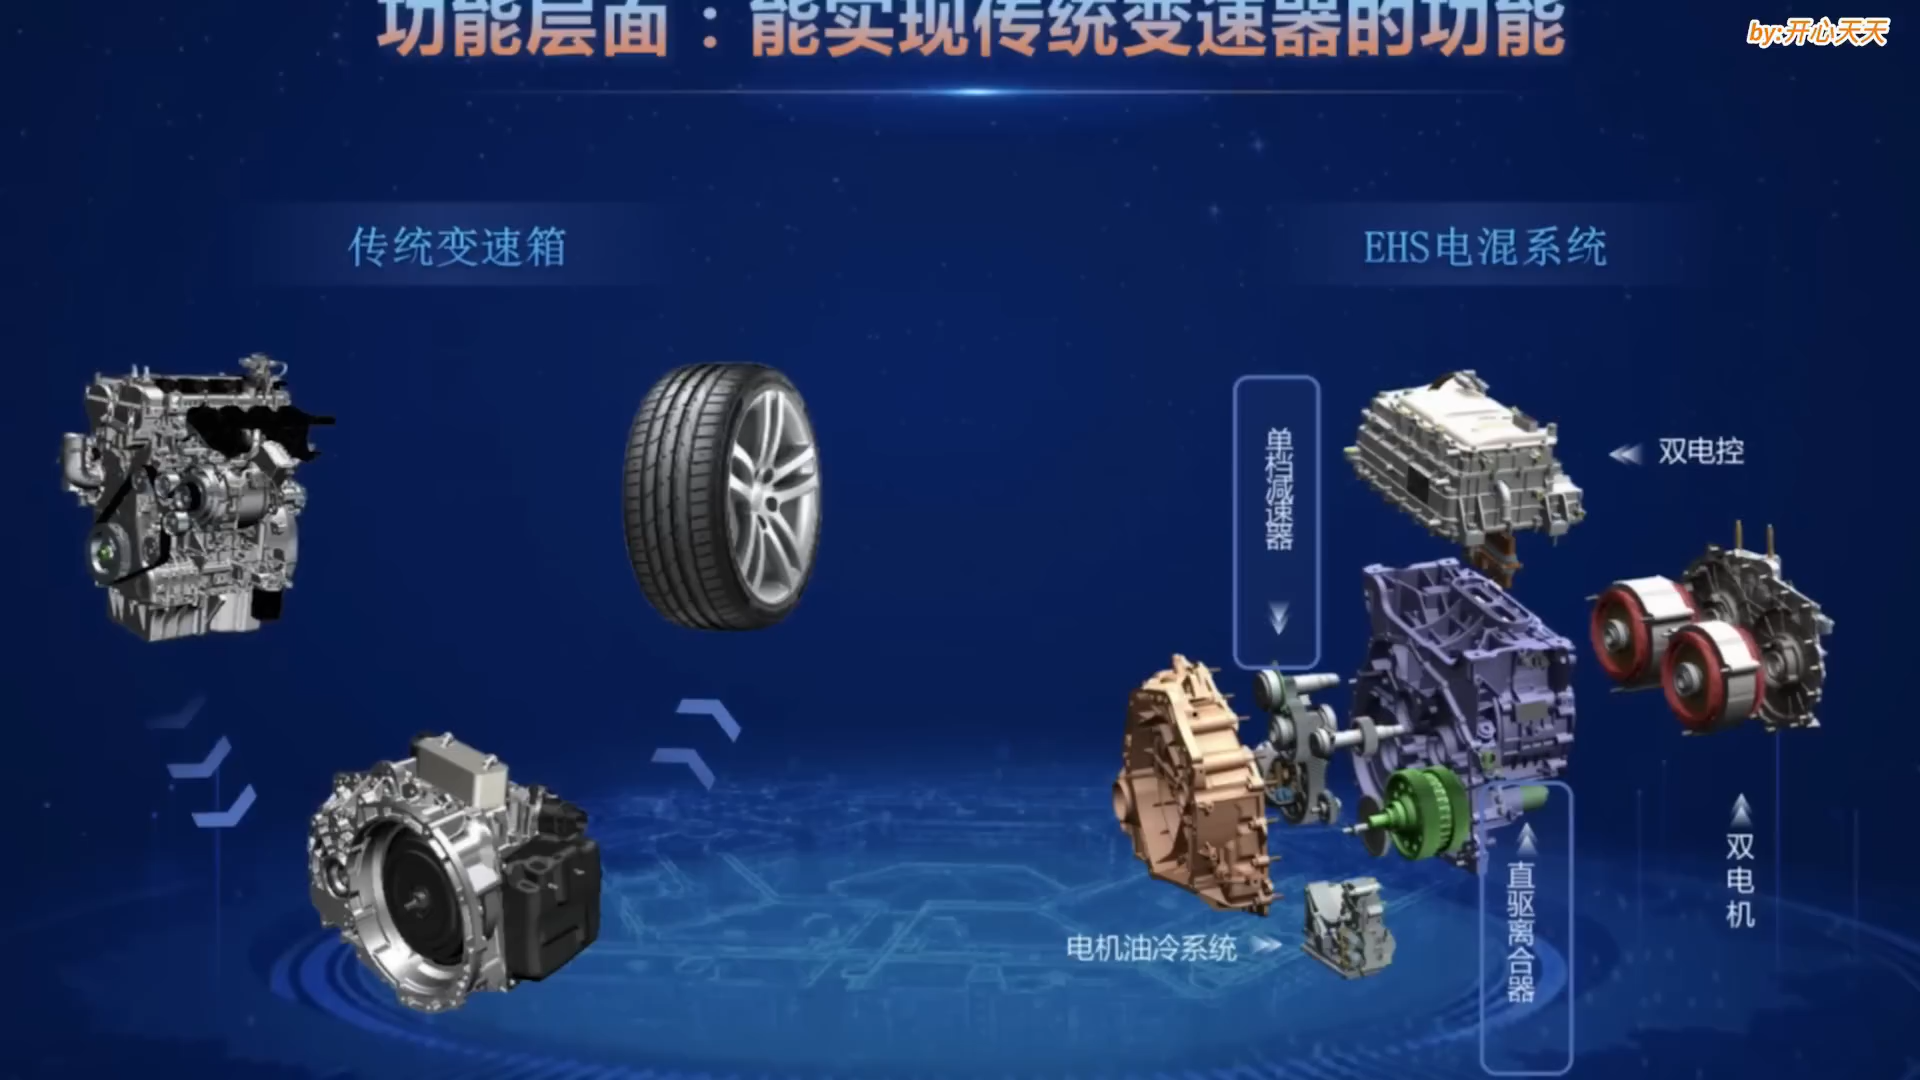 功能层面：能实现传统变速器的功能
by:开心天天
传统变速箱
EHS电混系统
单档减速器
双电控
双电机
直驱离合器
电机油冷系统